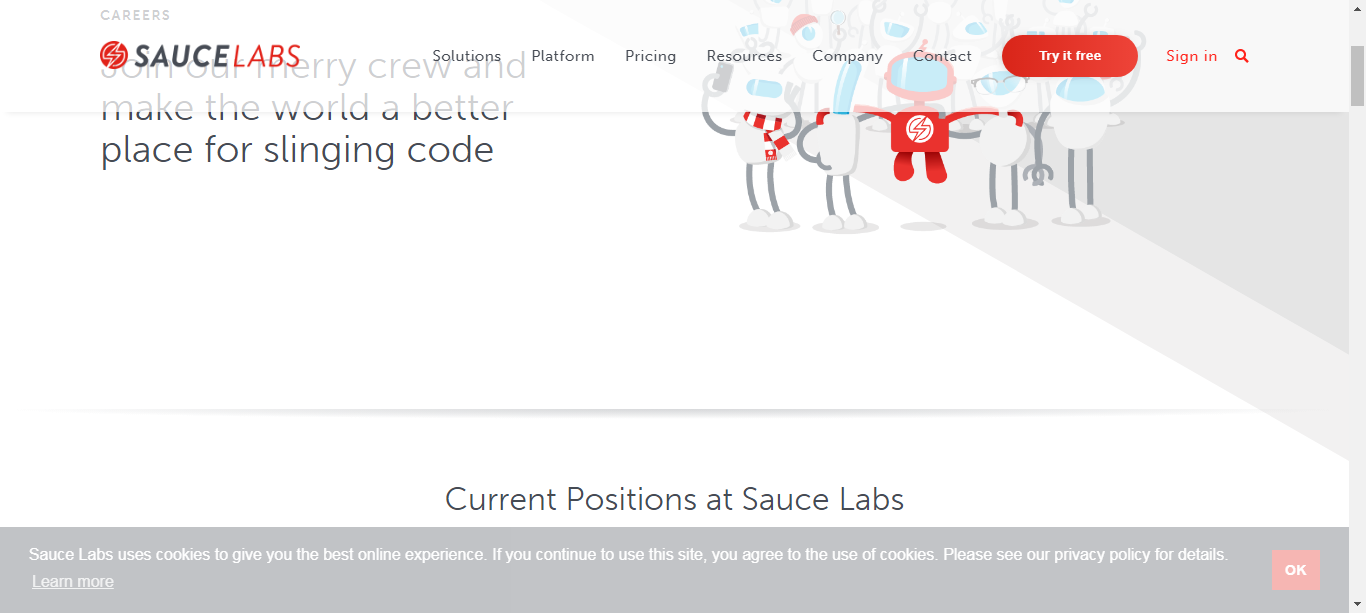 CAREERS
SAUCE LABS
Solutions Platform Pricing Resources Company Contact Try it free Sign in
Join our merry crew and
make the world a better
place for slinging code
Current Positions at Sauce Labs
Sauce Labs uses cookies to give you the best online experience. If you continue to use this site, you agree to the use of cookies. Please see our privacy policy for details.
Learn more
OK